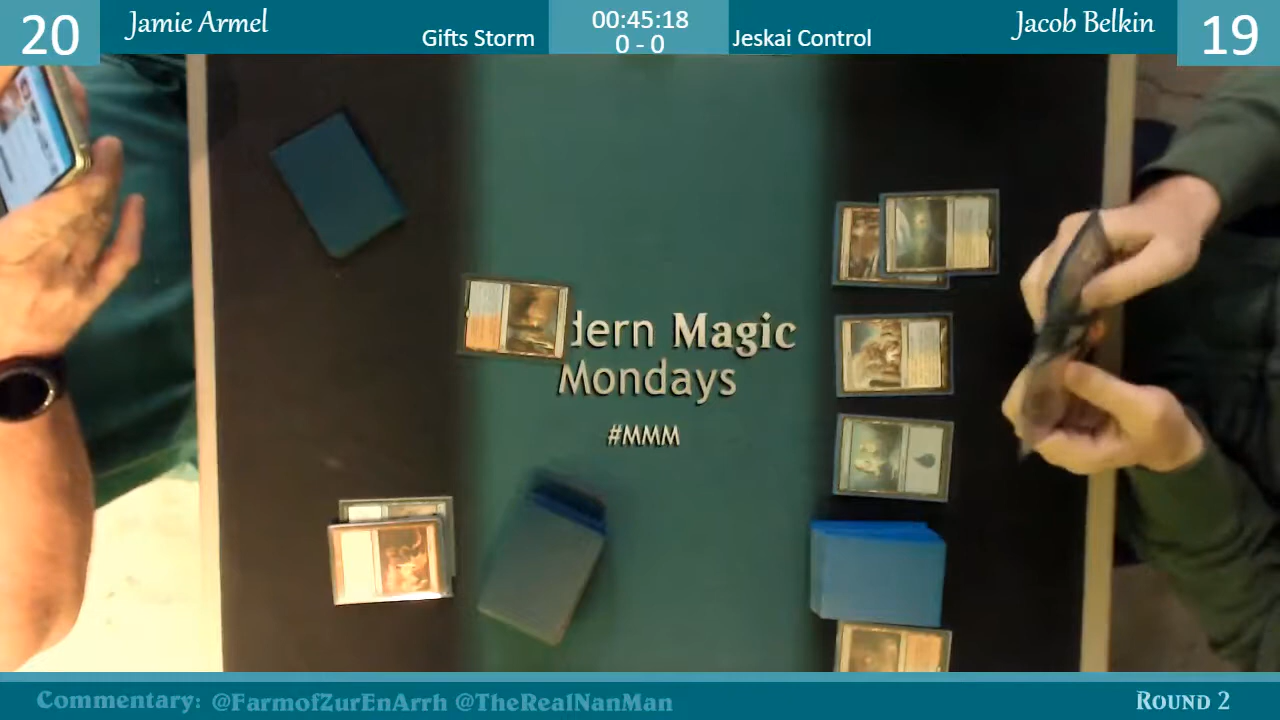 20
Jamie Armel
Gifts Storm
00:45:18
0 - 0
Jeskai Control
Jacob Belkin
19
dern Magic
Mondays
#MMM
Commentary: @FarmofZurEnArrh @TheRealNanMan
Round 2